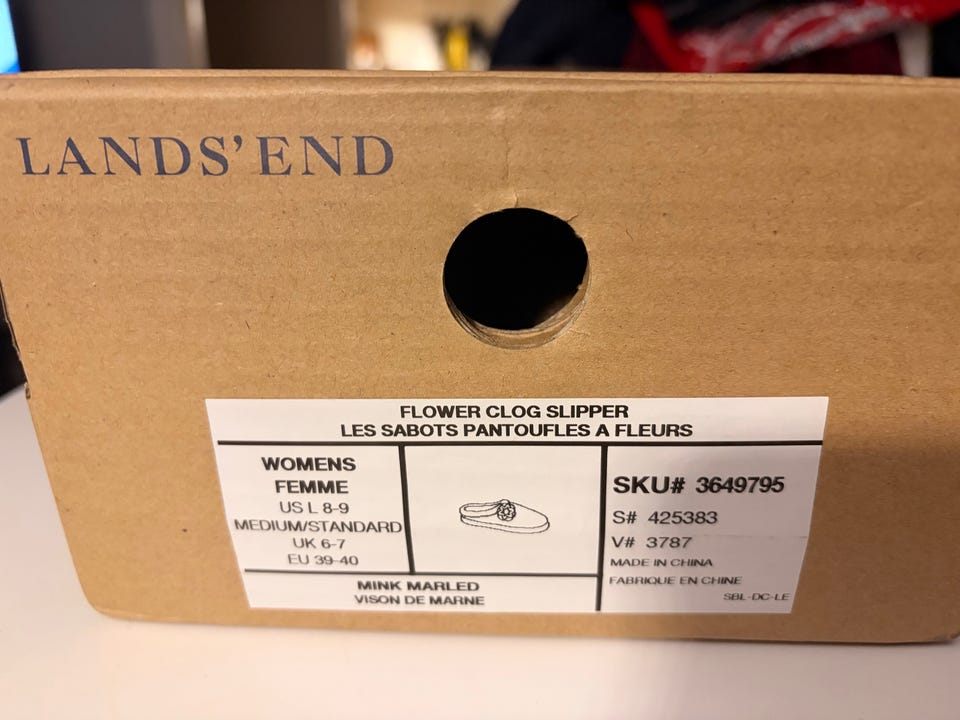 LANDS' END
FLOWER CLOG SLIPPER
LES SABOTS PANTOUFLES A FLEURS
WOMENS
FEMME
US L 8-9
MEDIUM/STANDARD
UK 6-7
EU 39-40
MINK MARLED
VISON DE MARNE
SKU# 3649795
S# 425383
V# 3787
MADE IN CHINA
FABRIQUE EN CHINE
SBL-DC-LE